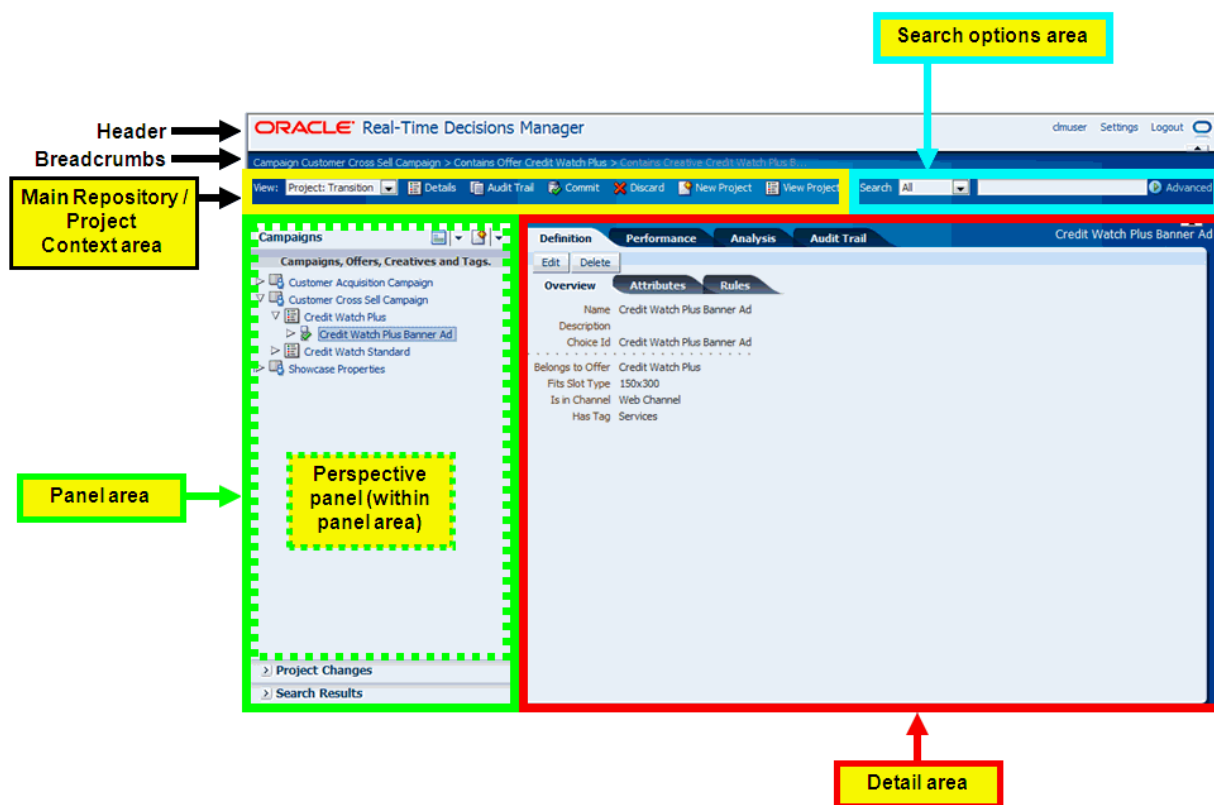 Search options area
Header
ORACLE Real-Time Decisions Manager
dmuser Settings Logout
Breadcrumbs
Campaign Customer Cross Sell Campaign > Contains Offer Credit Watch Plus > Contains Creative Credit Watch Plus B...
Main Repository /
Project
Context area
View: Project: Transition Details Audit Trail Commit Discard New Project View Project
Search All Advanced
Campaigns
Campaigns, Offers, Creatives and Tags.
Customer Acquisition Campaign
Customer Cross Sell Campaign
Credit Watch Plus
Credit Watch Plus Banner Ad
Credit Watch Standard
Showcase Properties
Panel area
Perspective
panel (within
panel area)
Project Changes
Search Results
Definition Performance Analysis Audit Trail
Credit Watch Plus Banner Ad
Edit Delete
Overview Attributes Rules
Name Credit Watch Plus Banner Ad
Description
Choice Id Credit Watch Plus Banner Ad
Belongs to Offer Credit Watch Plus
Fits Slot Type 150x300
Is in Channel Web Channel
Has Tag Services
Detail area